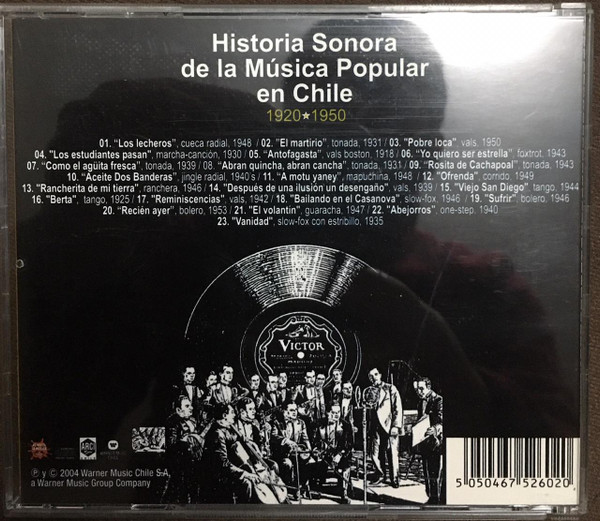 Historia Sonora
de la Música Popular
en Chile
1920★1950
01. "Los lecheros", cueca radial, 1948 / 02. "El martirio", tonada, 1931 / 03. "Pobre loca", vals, 1950
04. "Los estudiantes pasan", marcha-canción, 1930 / 05. "Antofagasta", vals boston, 1918 / 06. "Yo quiero ser estrella", foxtrot, 1943
07. "Como el agüita fresca", tonada, 1939 / 08. "Abran quincha, abran cancha", tonada, 1931 / 09. "Rosita de Cachapoal", tonada, 1943
10. "Aceite Dos Banderas", jingle radial, 1940`s / 11. "A motu yaney", mapuchina, 1948 / 12. "Ofrenda", corrido, 1949
13. "Rancherita de mi tierra", ranchera, 1946 / 14. "Después de una ilusión un desengaño", vals, 1939 / 15. "Viejo San Diego", tango, 1944
16. "Berta", tango, 1925 / 17. "Reminiscencias", vals, 1942 / 18. "Bailando en el Casanova", slow-fox, 1946 / 19. "Sufrir", bolero, 1946
20. "Recién ayer", bolero, 1953 / 21. "El volantín", guaracha, 1947 / 22. "Abejorros", one-step, 1940
23. "Vanidad", slow-fox con estribillo, 1935
VICTOR
ARCI
℗ y © 2004 Warner Music Chile S.A,
a Warner Music Group Company
5 050467 526020